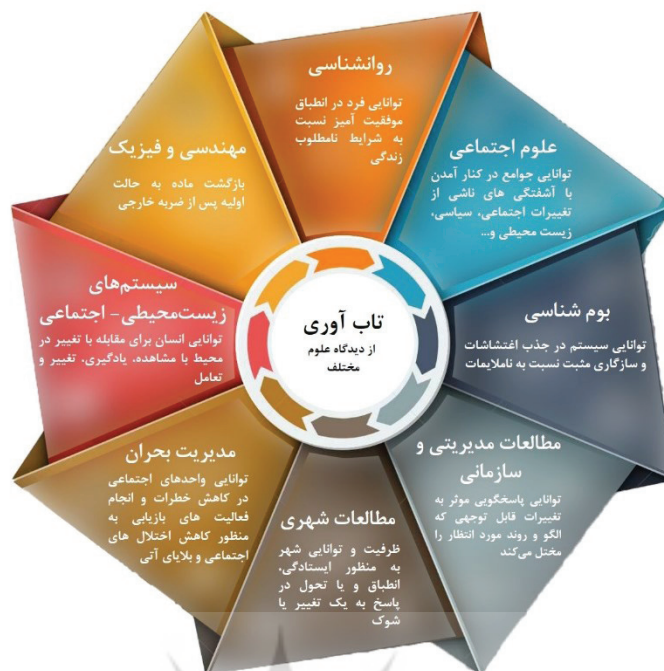 روانشناسی
توانایی فرد در انطباق
موفقیت آمیز نسبت
به شرایط نامطلوب
زندگی
علوم اجتماعی
توانایی جوامع در کنار آمدن
با آشفتگی های ناشی از
تغییرات اجتماعی، سیاسی،
زیست محیطی و...
بوم شناسی
توانایی سیستم در جذب اغتشاشات
و سازگاری مثبت نسبت به ناملایمات
مطالعات مدیریتی و
سازمانی
توانایی پاسخگویی موثر به
تغییرات قابل توجهی که
الگو و روند مورد انتظار را
مختل می‌کند
مطالعات شهری
ظرفیت و توانایی شهر
به منظور ایستادگی،
انطباق و یا تحول در
پاسخ به یک تغییر یا
شوک
مدیریت بحران
توانایی واحدهای اجتماعی
در کاهش خطرات و انجام
فعالیت های بازیابی به
منظور کاهش اختلال های
اجتماعی و بلایای آتی
سیستم‌های
زیست‌محیطی- اجتماعی
توانایی انسان برای مقابله با تغییر در
محیط با مشاهده، یادگیری، تغییر و
تعامل
مهندسی و فیزیک
بازگشت ماده به حالت
اولیه پس از ضربه خارجی
تاب آوری
از دیدگاه علوم
مختلف